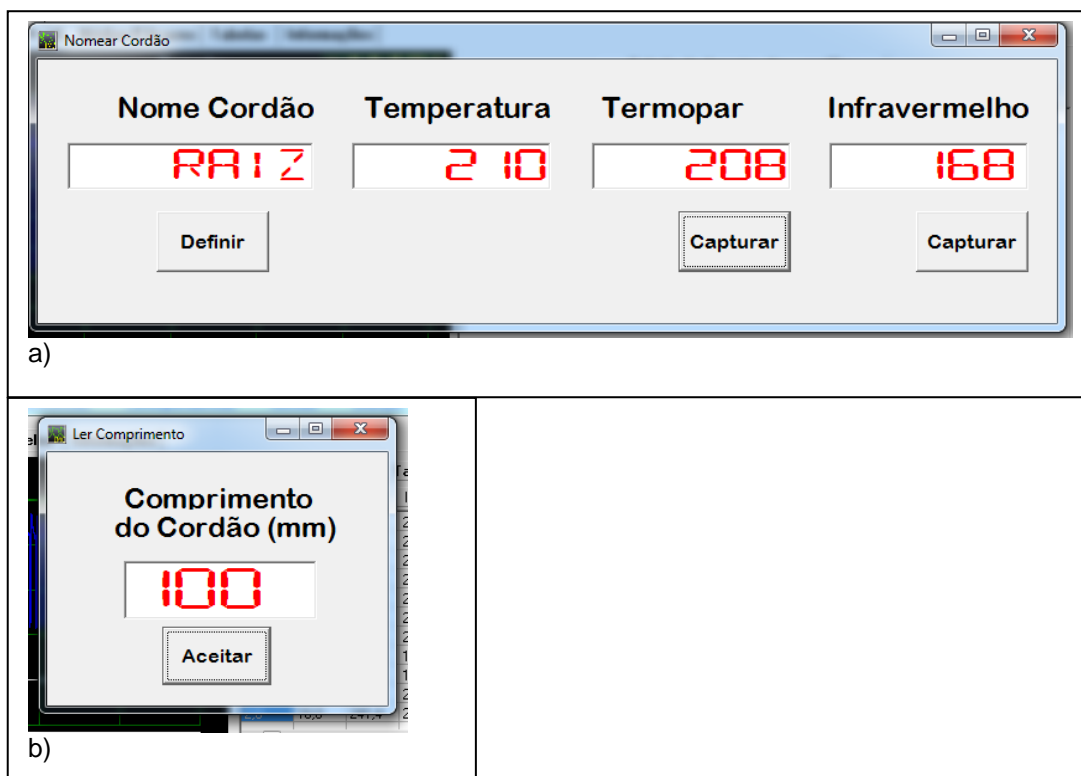 Nomear Cordão
Nome Cordão Temperatura Termopar Infravermelho
RAIZ 210 208 168
Definir Capturar Capturar
a)
Ler Comprimento
Comprimento
do Cordão (mm)
100
Aceitar
b)